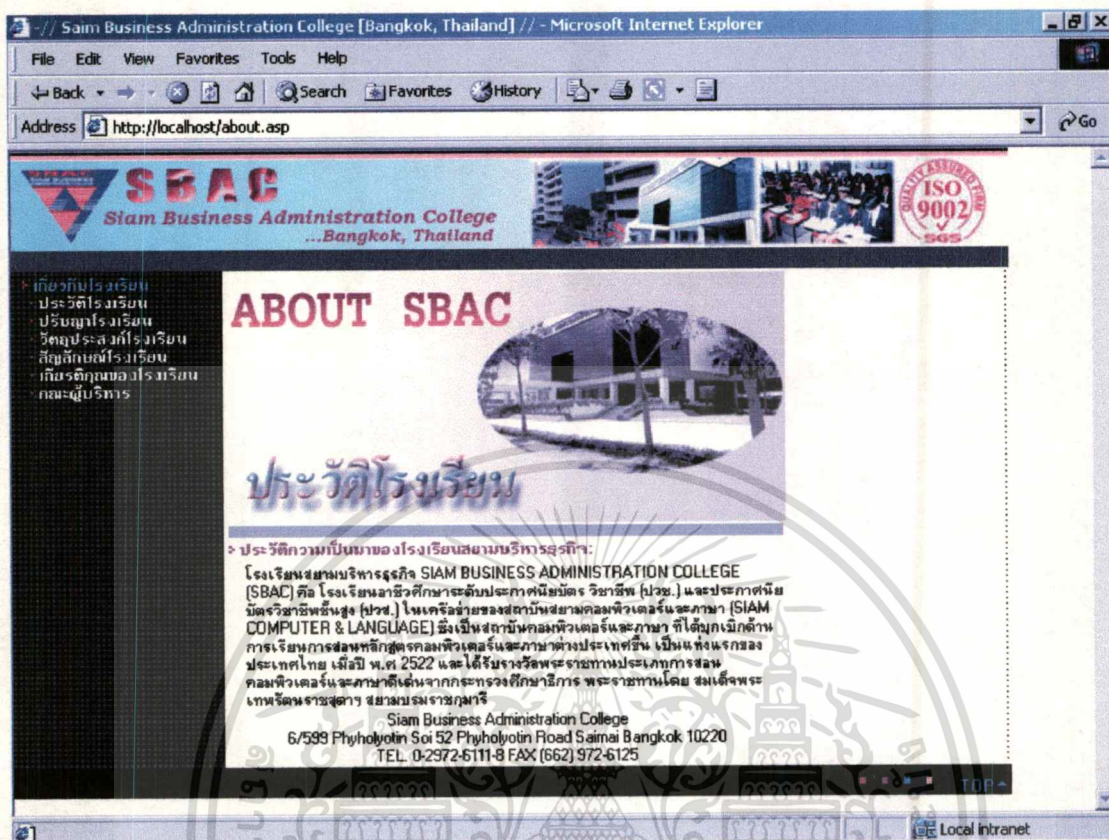 -// Saim Business Administration College [Bangkok, Thailand] // - Microsoft Internet Explorer
File Edit View Favorites Tools Help
Back Search Favorites History
Address http://localhost/about.asp Go
SBAC
Siam Business Administration College
...Bangkok, Thailand
QUALITY ASSURED FIRM
ISO
9002
SGS
เกี่ยวกับโรงเรียน
ประวัติโรงเรียน
ปรัชญาโรงเรียน
วัตถุประสงค์โรงเรียน
สัญลักษณ์โรงเรียน
เกียรติคุณของโรงเรียน
คณะผู้บริหาร
ABOUT SBAC
ประวัติโรงเรียน
> ประวัติความเป็นมาของโรงเรียนสยามบริหารธุรกิจ:
โรงเรียนสยามบริหารธุรกิจ SIAM BUSINESS ADMINISTRATION COLLEGE
(SBAC) คือ โรงเรียนอาชีวศึกษาระดับประกาศนียบัตร วิชาชีพ (ปวช.) และประกาศนีย
บัตรวิชาชีพชั้นสูง (ปวส.) ในเครือข่ายของสถาบันสยามคอมพิวเตอร์และภาษา (SIAM
COMPUTER & LANGUAGE) ซึ่งเป็นสถาบันคอมพิวเตอร์และภาษา ที่ได้บุกเบิกด้าน
การเรียนการสอนหลักสูตรคอมพิวเตอร์และภาษาต่างประเทศขึ้น เป็นแห่งแรกของ
ประเทศไทย เมื่อปี พ.ศ 2522 และได้รับรางวัลพระราชทานประเภทการสอน
คอมพิวเตอร์และภาษาดีเด่นจากกระทรวงศึกษาธิการ พระราชทานโดย สมเด็จพระ
เทพรัตนราชสุดาฯ สยามบรมราชกุมารี
Siam Business Administration College
6/599 Phyholyotin Soi 52 Phyholyotin Road Saimai Bangkok 10220
TEL. 0-2972-6111-8 FAX (662) 972-6125
TOP
Local intranet